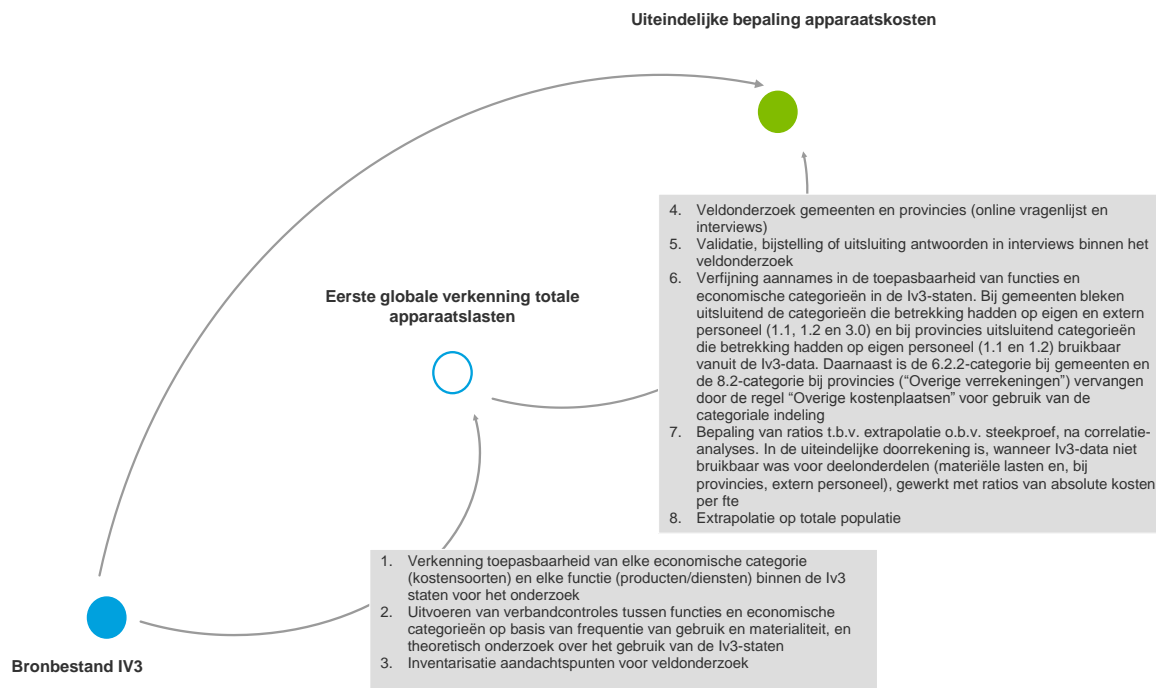 Uiteindelijke bepaling apparaatskosten
4. Veldonderzoek gemeenten en provincies (online vragenlijst en
interviews)
5. Validatie, bijstelling of uitsluiting antwoorden in interviews binnen het
veldonderzoek
6. Verfijning aannames in de toepasbaarheid van functies en
economische categorieën in de Iv3-staten. Bij gemeenten bleken
uitsluitend de categorieën die betrekking hadden op eigen en extern
personeel (1.1, 1.2 en 3.0) en bij provincies uitsluitend categorieën
die betrekking hadden op eigen personeel (1.1 en 1.2) bruikbaar
vanuit de Iv3-data. Daarnaast is de 6.2.2-categorie bij gemeenten en
de 8.2-categorie bij provincies (“Overige verrekeningen”) vervangen
door de regel “Overige kostenplaatsen” voor gebruik van de
categoriale indeling
7. Bepaling van ratios t.b.v. extrapolatie o.b.v. steekproef, na correlatie-
analyses. In de uiteindelijke doorrekening is, wanneer Iv3-data niet
bruikbaar was voor deelonderdelen (materiële lasten en, bij
provincies, extern personeel), gewerkt met ratios van absolute kosten
per fte
8. Extrapolatie op totale populatie
Eerste globale verkenning totale
apparaatslasten
1. Verkenning toepasbaarheid van elke economische categorie
(kostensoorten) en elke functie (producten/diensten) binnen de Iv3
staten voor het onderzoek
2. Uitvoeren van verbandcontroles tussen functies en economische
categorieën op basis van frequentie van gebruik en materialiteit, en
theoretisch onderzoek over het gebruik van de Iv3-staten
3. Inventarisatie aandachtspunten voor veldonderzoek
Bronbestand IV3